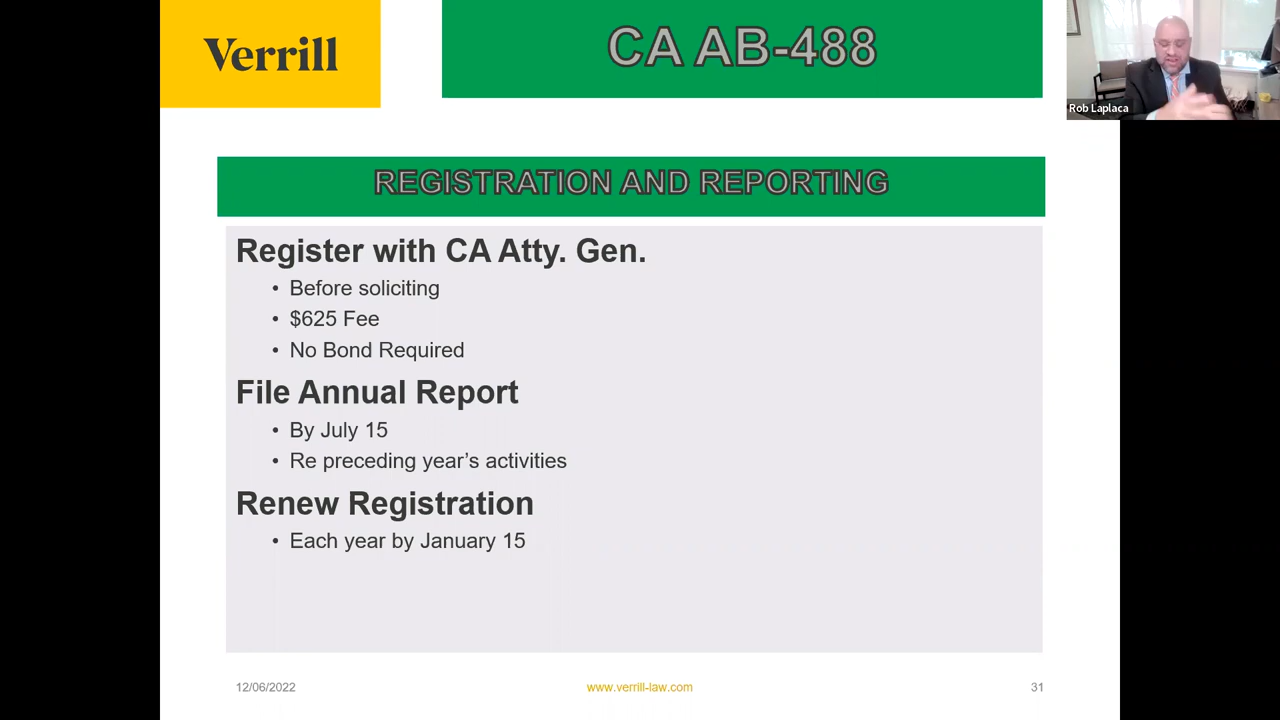 Verrill
CA AB-488
Rob Laplaca
REGISTRATION AND REPORTING
Register with CA Atty. Gen.
• Before soliciting
• $625 Fee
• No Bond Required
File Annual Report
• By July 15
• Re preceding year's activities
Renew Registration
• Each year by January 15
12/06/2022
www.verrill-law.com
31